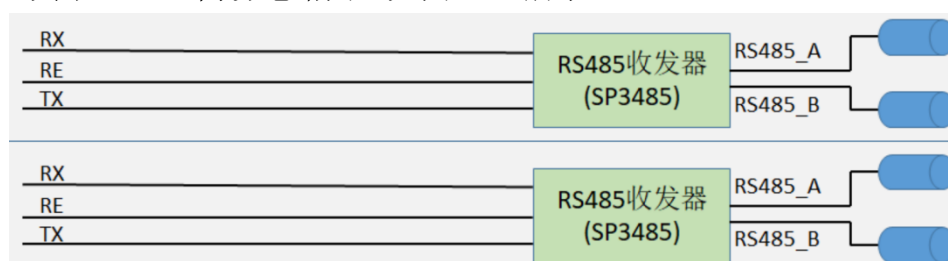 RX
RE
TX
RS485收发器
(SP3485)
RS485_A
RS485_B
RX
RE
TX
RS485收发器
(SP3485)
RS485_A
RS485_B